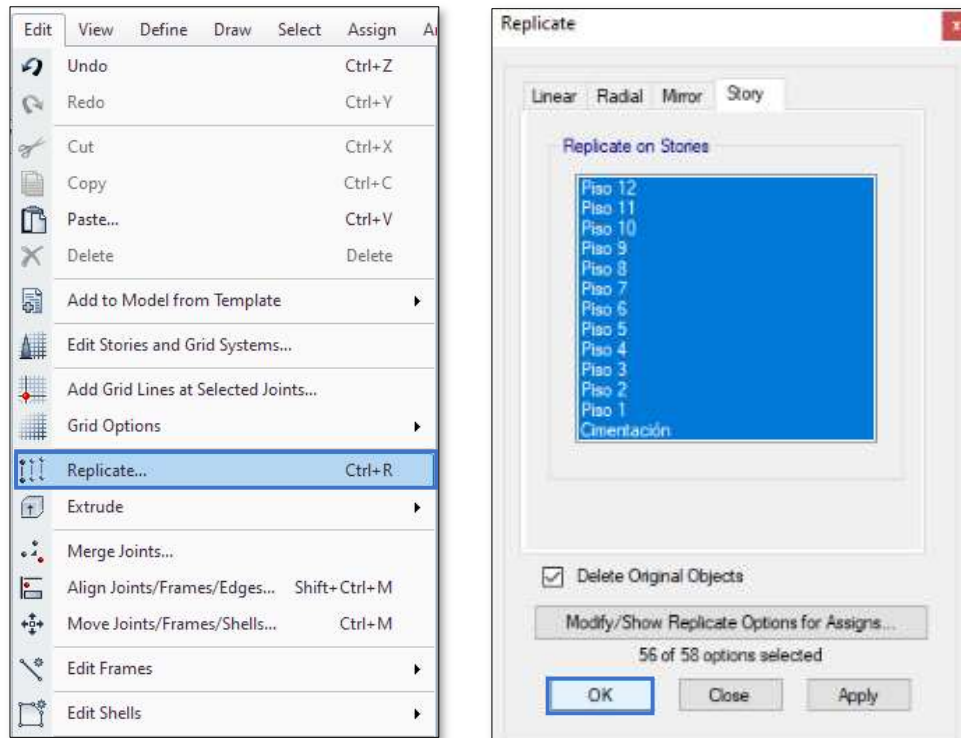 Edit View Define Draw Select Assign
Undo Ctrl+Z
Redo Ctrl+Y
Cut Ctrl+X
Copy Ctrl+C
Paste... Ctrl+V
Delete Delete
Add to Model from Template
Edit Stories and Grid Systems...
Add Grid Lines at Selected Joints...
Grid Options
Replicate... Ctrl+R
Extrude
Merge Joints...
Align Joints/Frames/Edges... Shift+Ctrl+M
Move Joints/Frames/Shells... Ctrl+M
Edit Frames
Edit Shells
Replicate
x
Linear Radial Mirror Story
Replicate on Stories
Piso 12
Piso 11
Piso 10
Piso 9
Piso 8
Piso 7
Piso 6
Piso 5
Piso 4
Piso 3
Piso 2
Piso 1
Cimentación
Delete Original Objects
Modify/Show Replicate Options for Assigns...
56 of 58 options selected
OK Close Apply